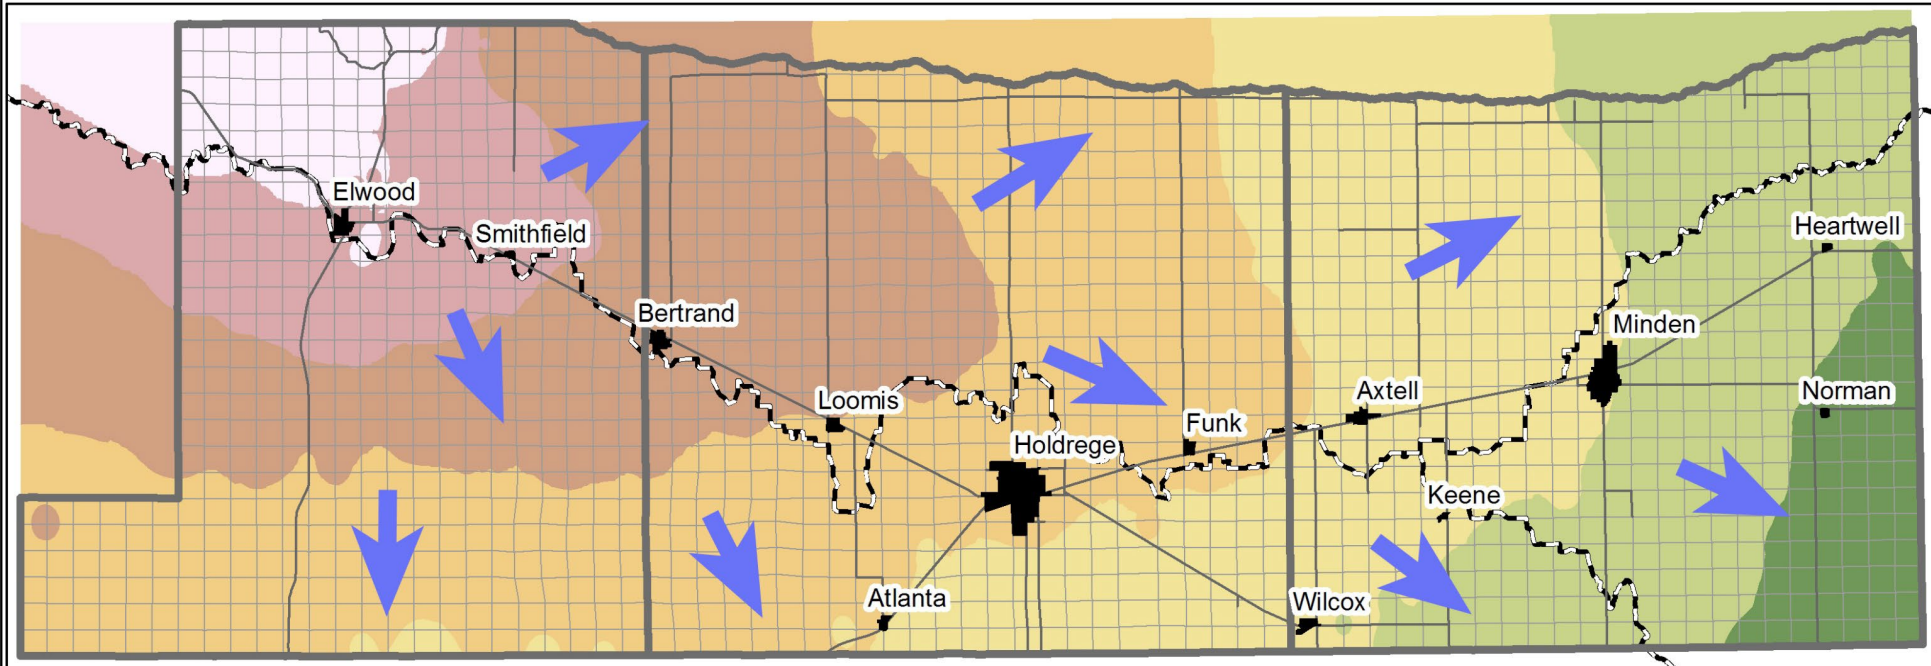 Elwood
Smithfield
Heartwell
Bertrand
Minden
Loomis
Axtell
Norman
Funk
Holdrege
Keene
Atlanta
Wilcox